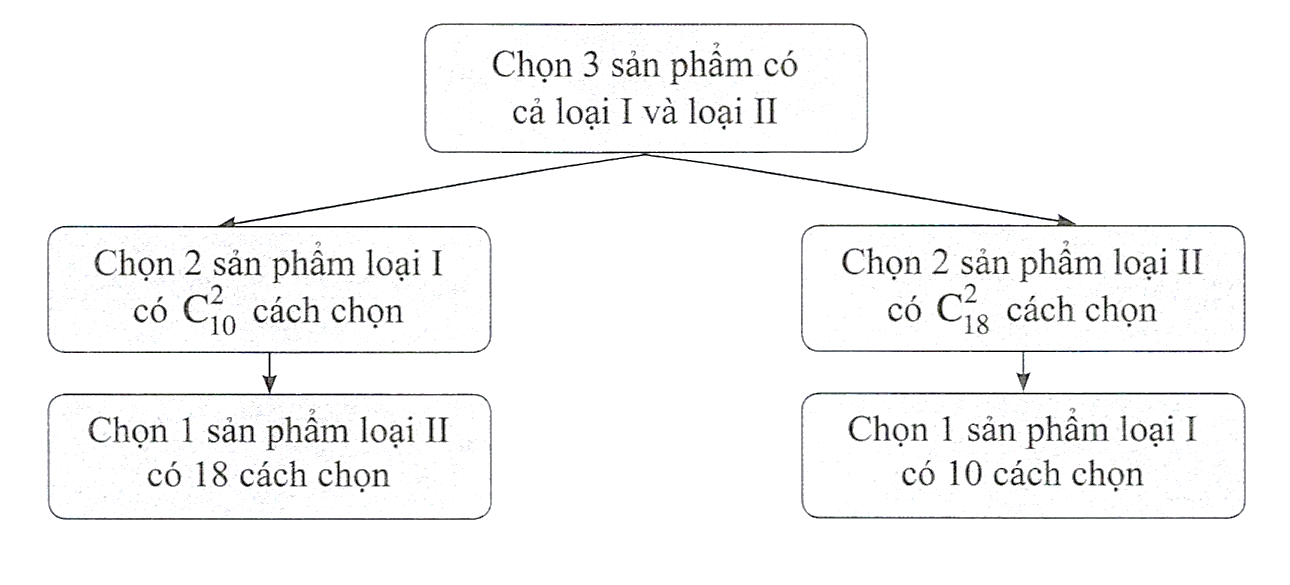 Chọn 3 sản phẩm có
cả loại I và loại II
Chọn 2 sản phẩm loại I
có C²₁₀ cách chọn
Chọn 2 sản phẩm loại II
có C²₁₈ cách chọn
Chọn 1 sản phẩm loại II
có 18 cách chọn
Chọn 1 sản phẩm loại I
có 10 cách chọn